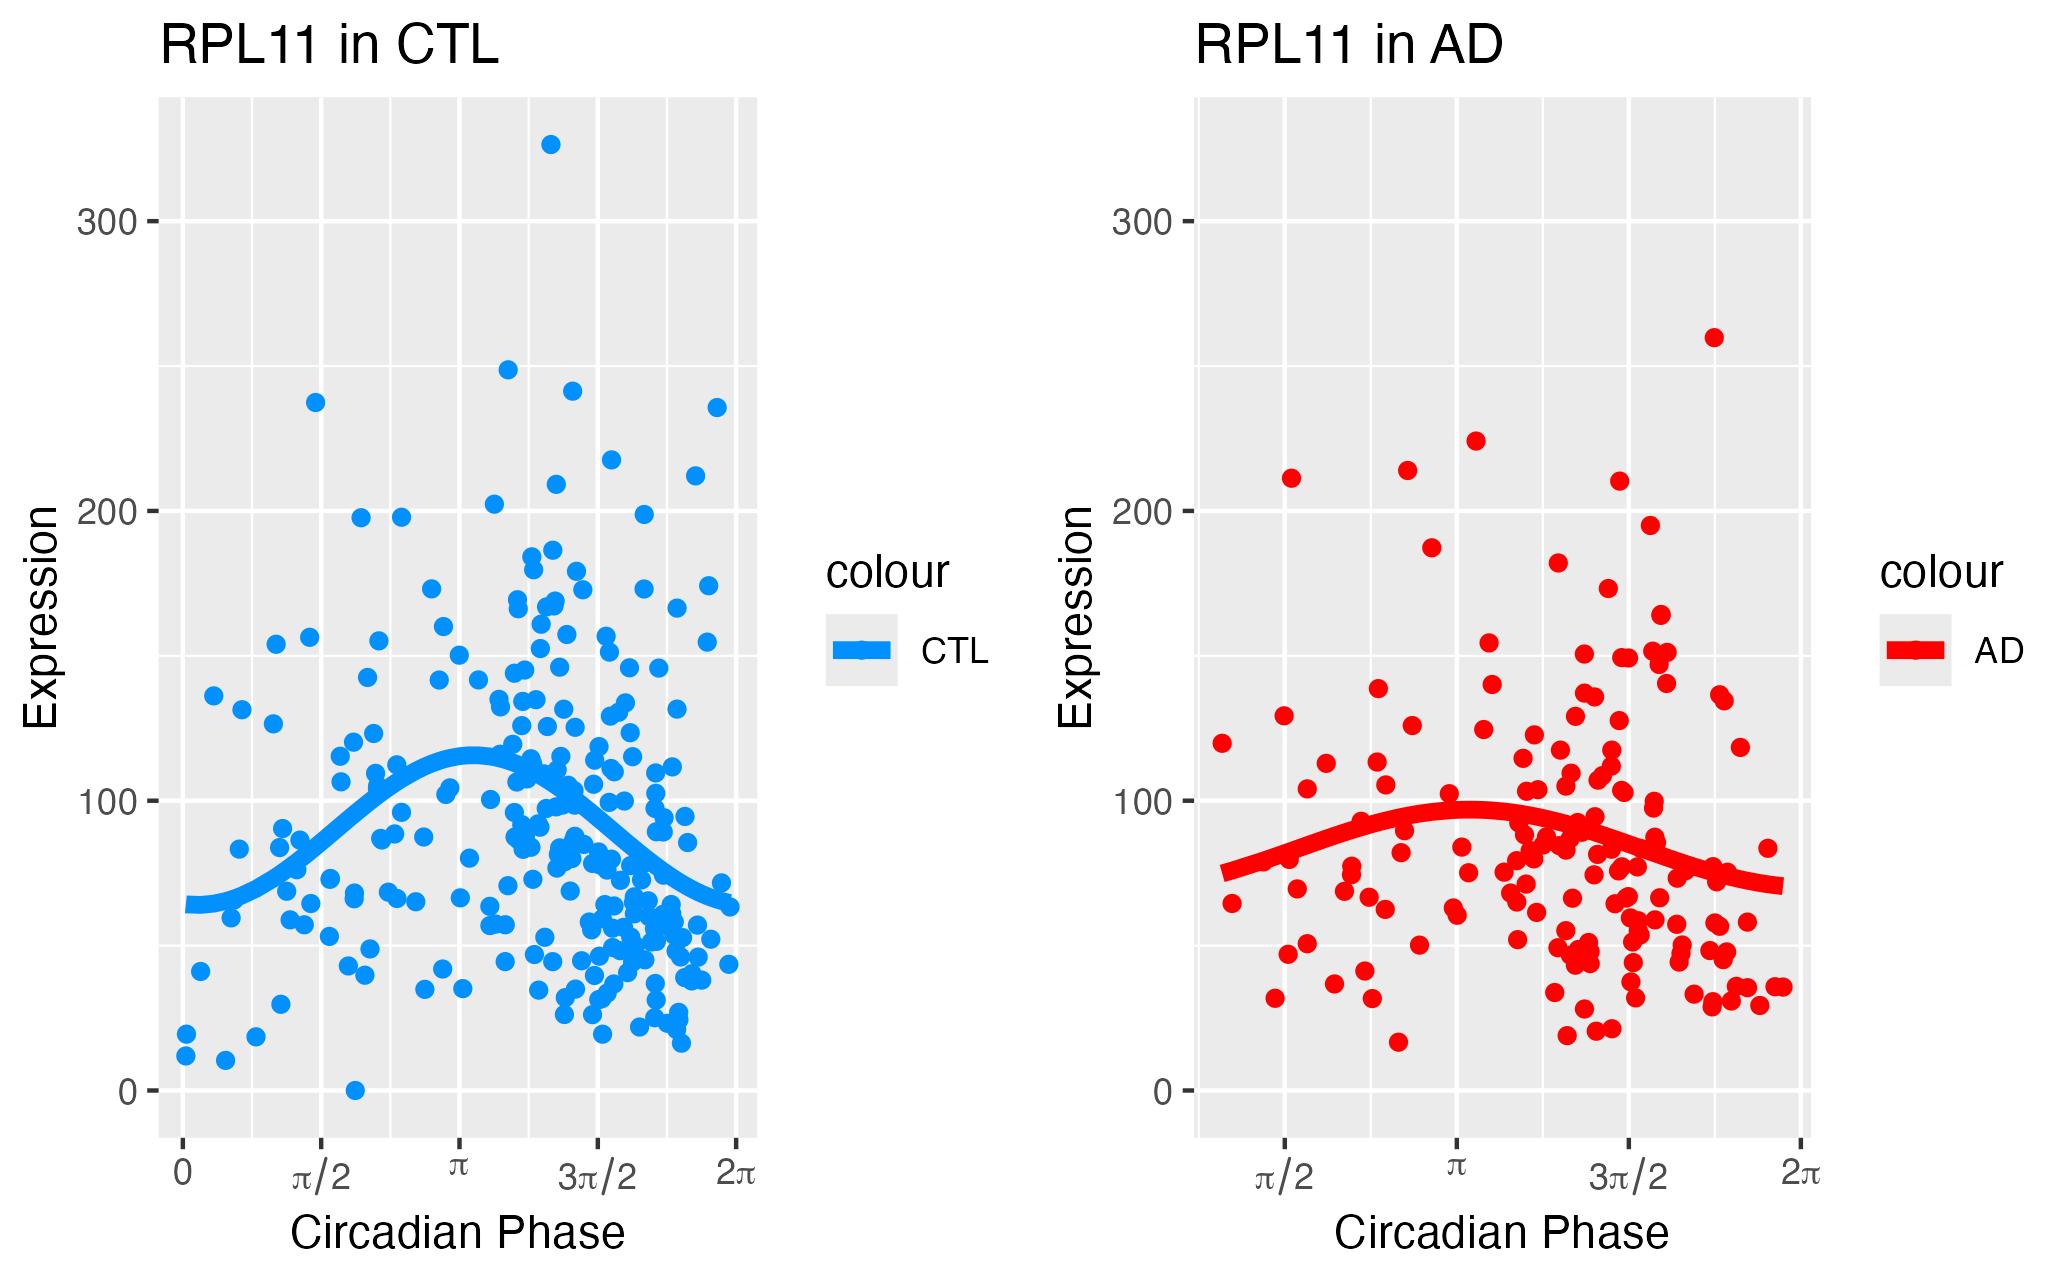 RPL11 in CTL
Expression
300
200
100
0
0
π/2
π
3π/2
2π
Circadian Phase
colour
CTL
RPL11 in AD
Expression
300
200
100
0
π/2
π
3π/2
2π
Circadian Phase
colour
AD